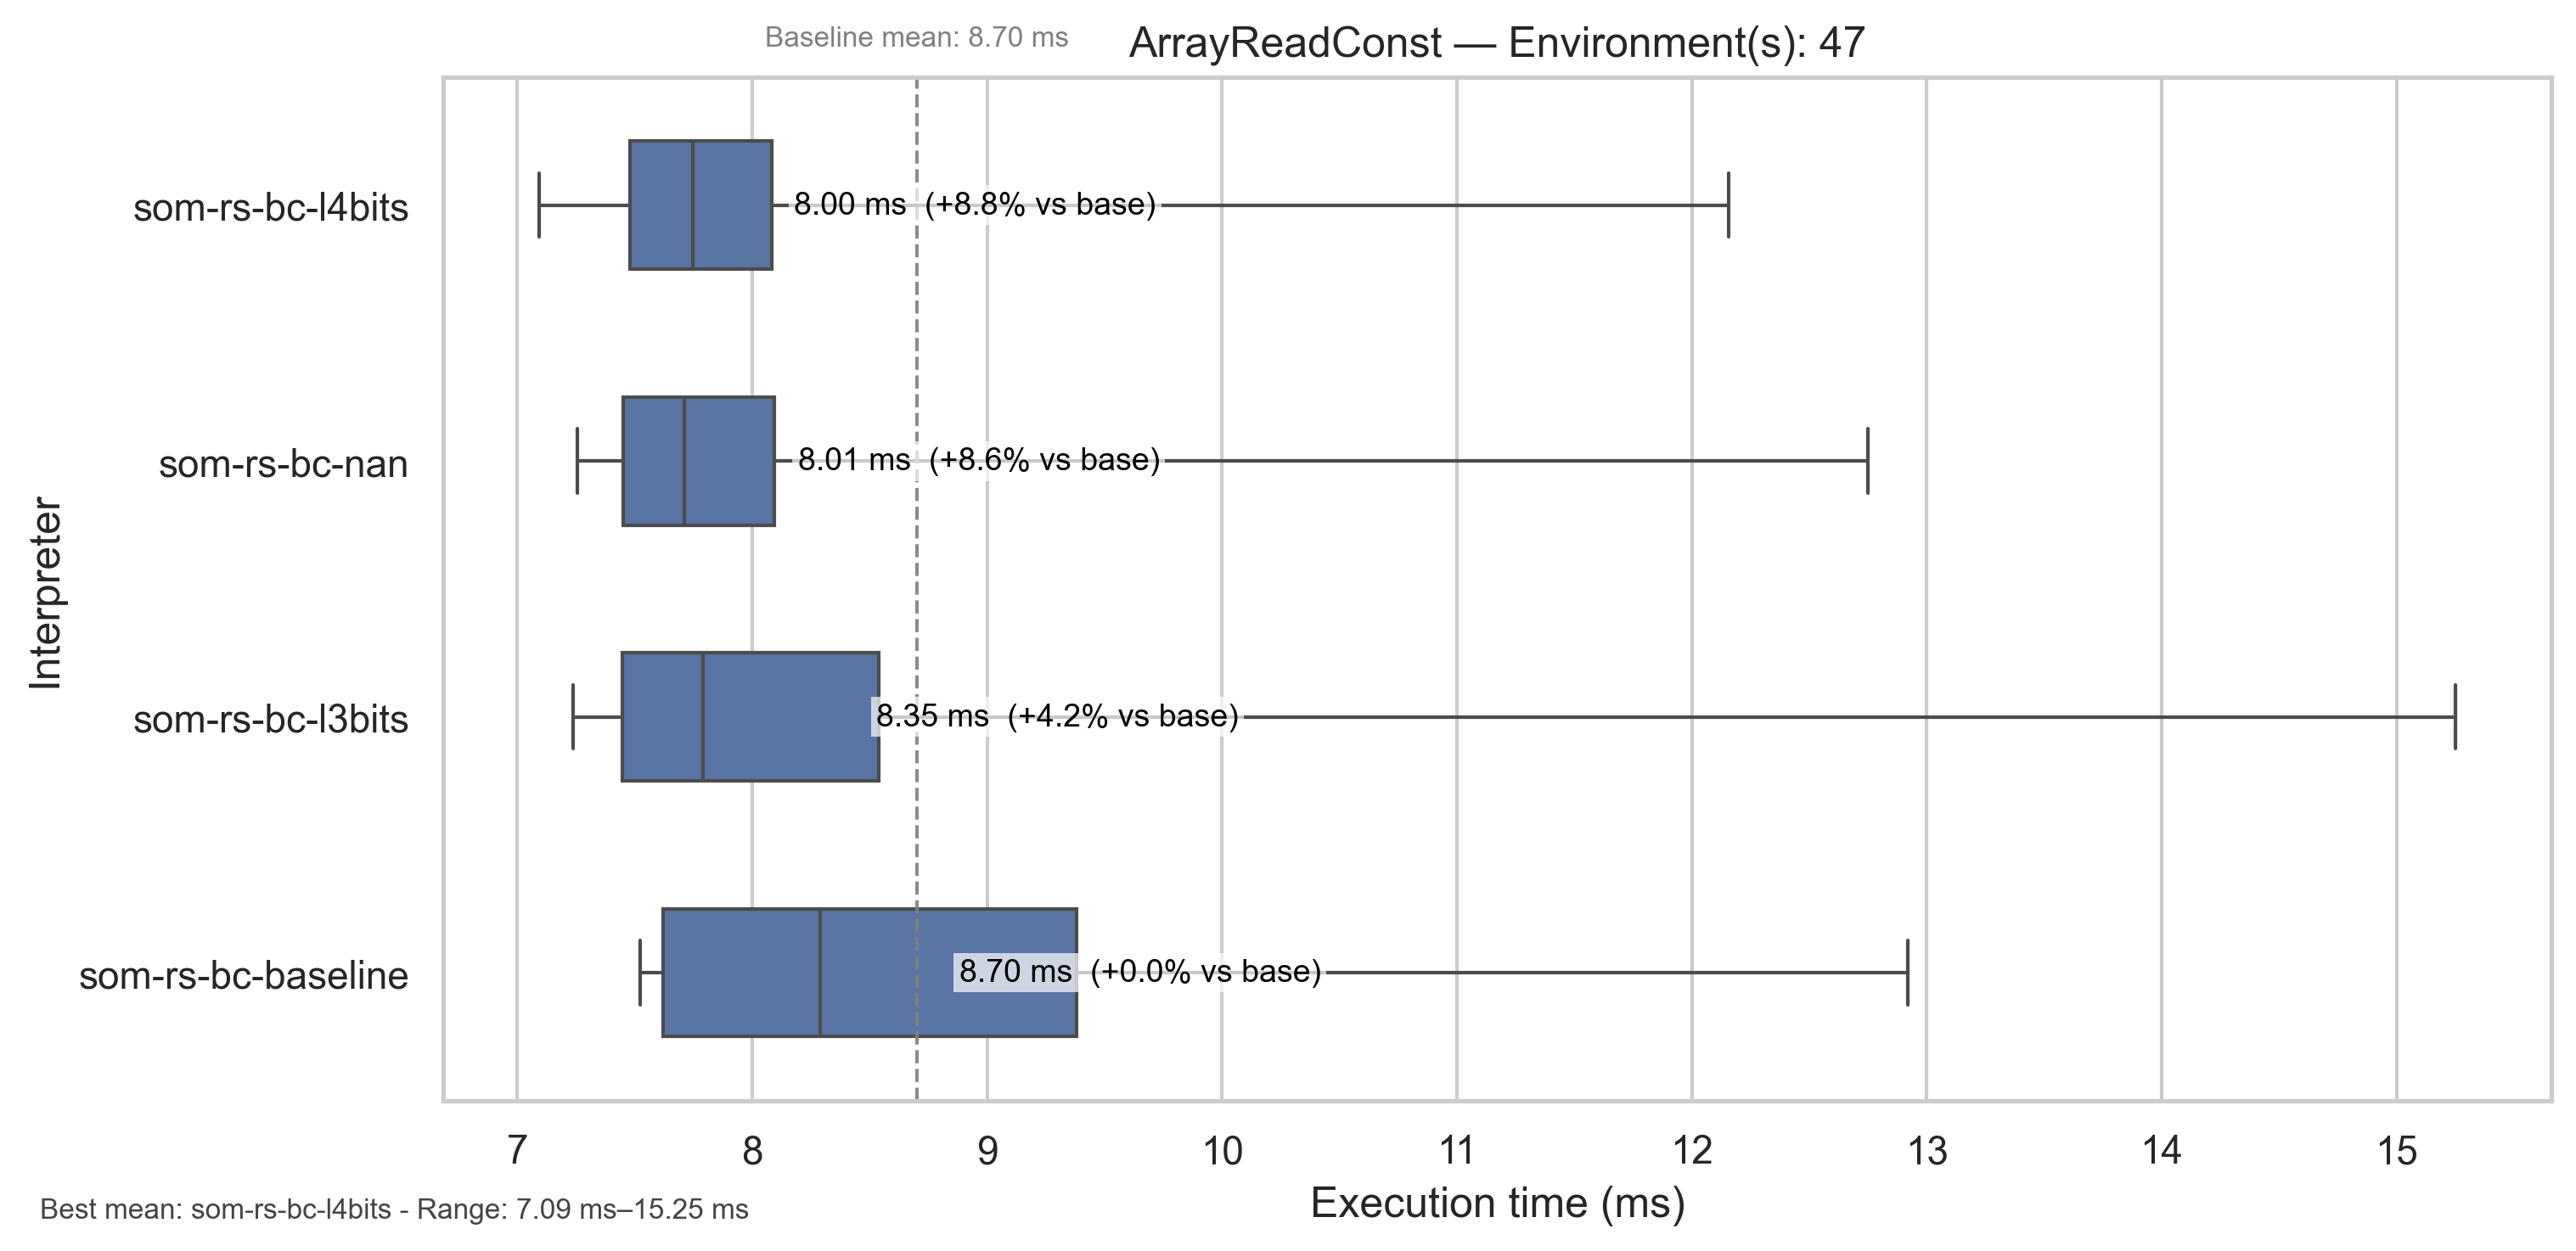 Baseline mean: 8.70 ms
ArrayReadConst — Environment(s): 47
Interpreter
som-rs-bc-l4bits
8.00 ms (+8.8% vs base)
som-rs-bc-nan
8.01 ms (+8.6% vs base)
som-rs-bc-l3bits
8.35 ms (+4.2% vs base)
som-rs-bc-baseline
8.70 ms (+0.0% vs base)
7 8 9 10 11 12 13 14 15
Execution time (ms)
Best mean: som-rs-bc-l4bits - Range: 7.09 ms–15.25 ms